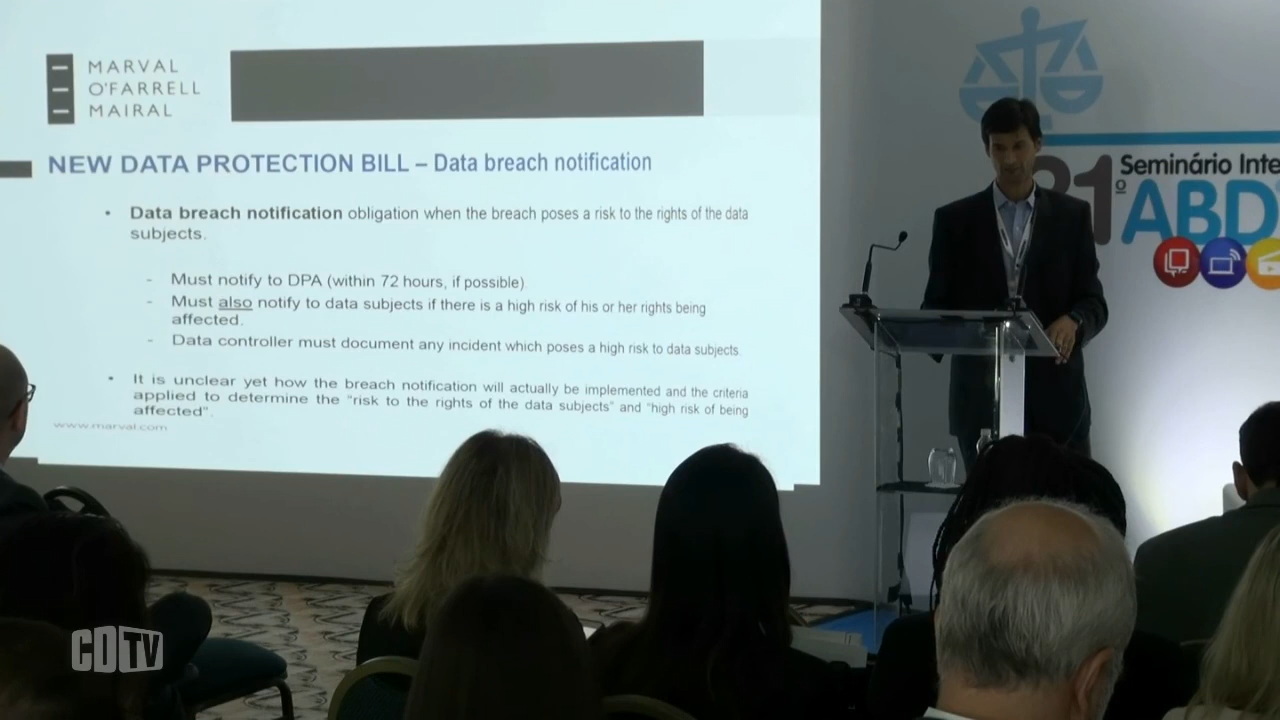 MARVAL
O'FARRELL
MAIRAL
NEW DATA PROTECTION BILL – Data breach notification
• Data breach notification obligation when the breach poses a risk to the rights of the data
subjects.
- Must notify to DPA (within 72 hours, if possible)
- Must also notify to data subjects if there is a high risk of his or her rights being
affected.
- Data controller must document any incident which poses a high risk to data subjects.
• It is unclear yet how the breach notification will actually be implemented and the criteria
applied to determine the “risk to the rights of the data subjects” and “high risk of being
affected”.
www.marval.com
31º
Seminário Inte
ABD
CDTV